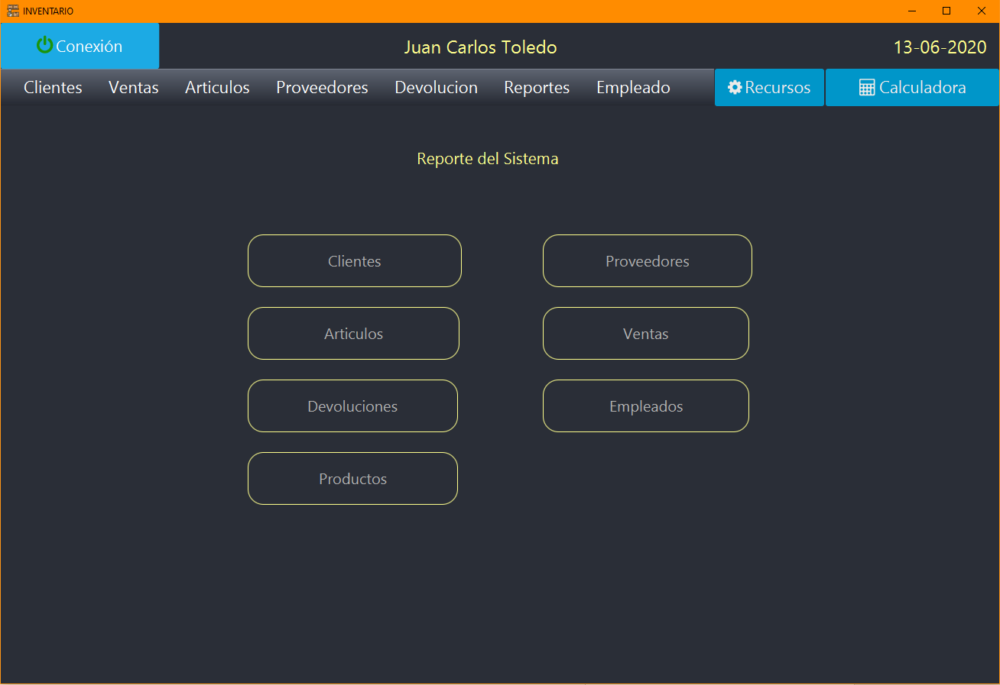 INVENTARIO
Conexión
Juan Carlos Toledo
13-06-2020
Clientes Ventas Articulos Proveedores Devolucion Reportes Empleado Recursos Calculadora
Reporte del Sistema
Clientes Proveedores
Articulos Ventas
Devoluciones Empleados
Productos